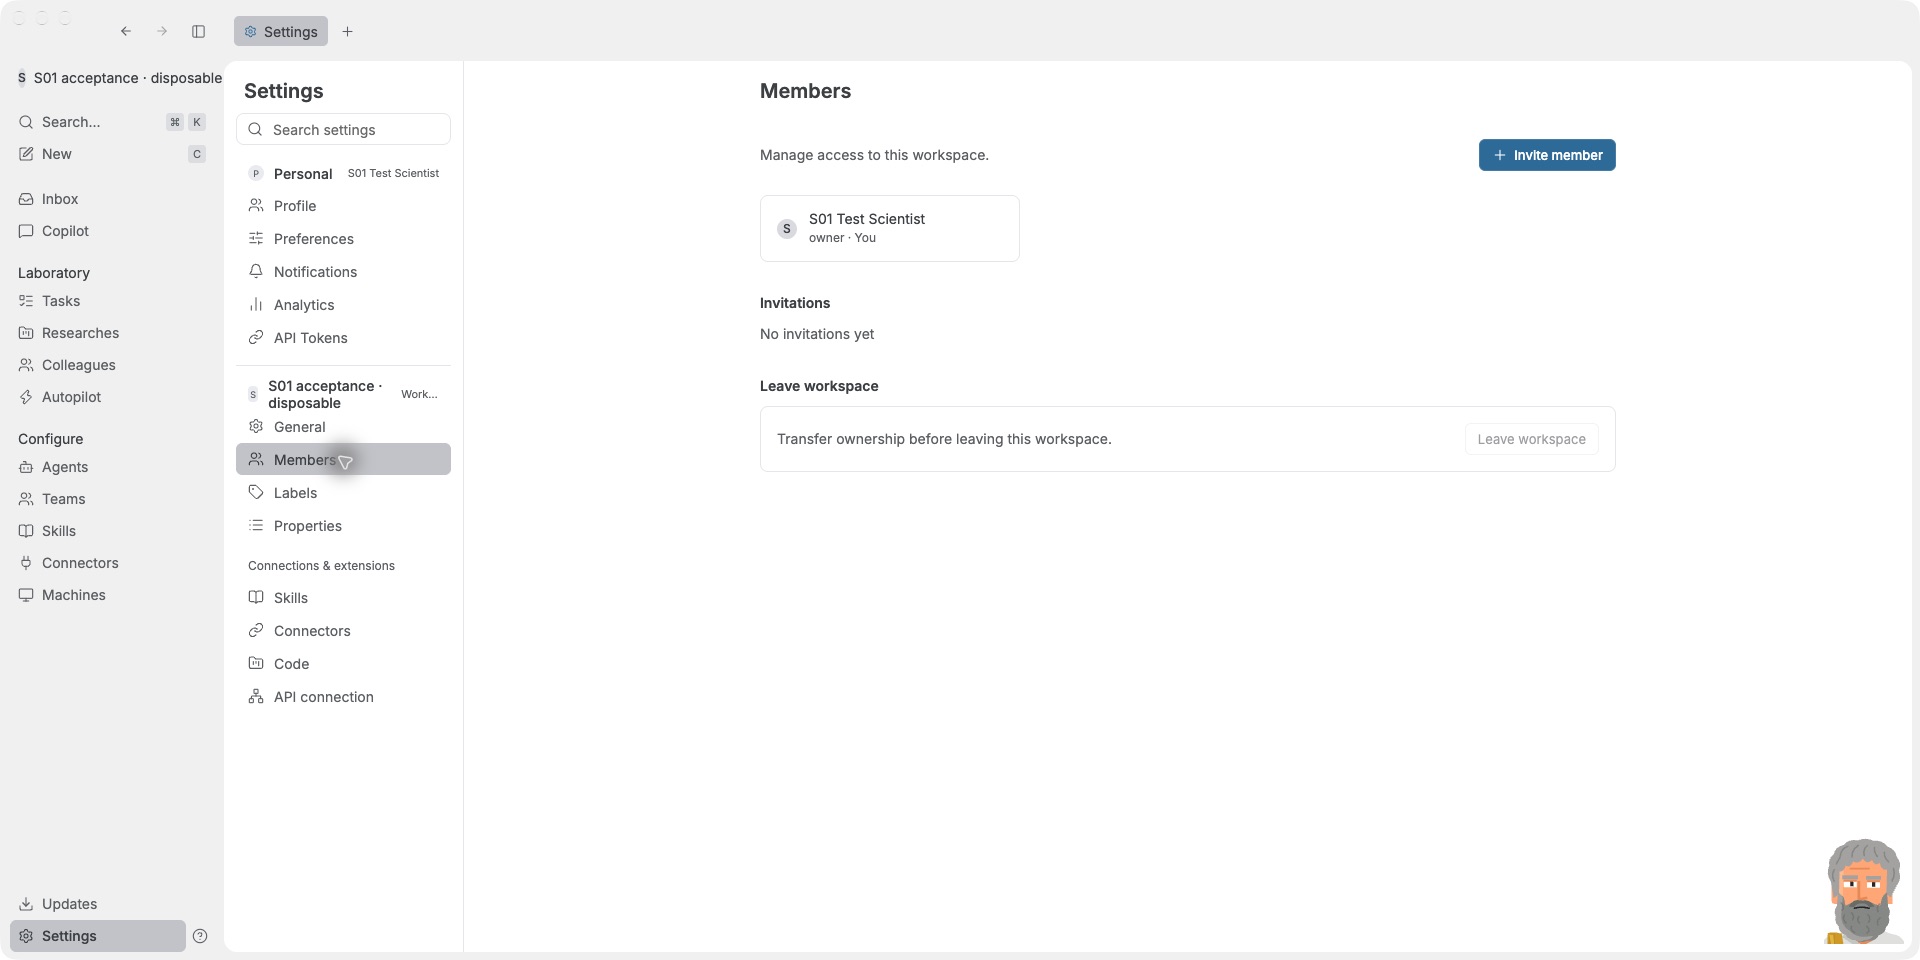 Settings
S01 acceptance · disposable
Search...
⌘ K
New
C
Inbox
Copilot
Laboratory
Tasks
Researches
Colleagues
Autopilot
Configure
Agents
Teams
Skills
Connectors
Machines
Updates
Settings
Settings
Search settings
P Personal S01 Test Scientist
Profile
Preferences
Notifications
Analytics
API Tokens
S S01 acceptance ·
disposable
Work...
General
Members
Labels
Properties
Connections & extensions
Skills
Connectors
Code
API connection
Members
Manage access to this workspace.
Invite member
S
S01 Test Scientist
owner · You
Invitations
No invitations yet
Leave workspace
Transfer ownership before leaving this workspace.
Leave workspace